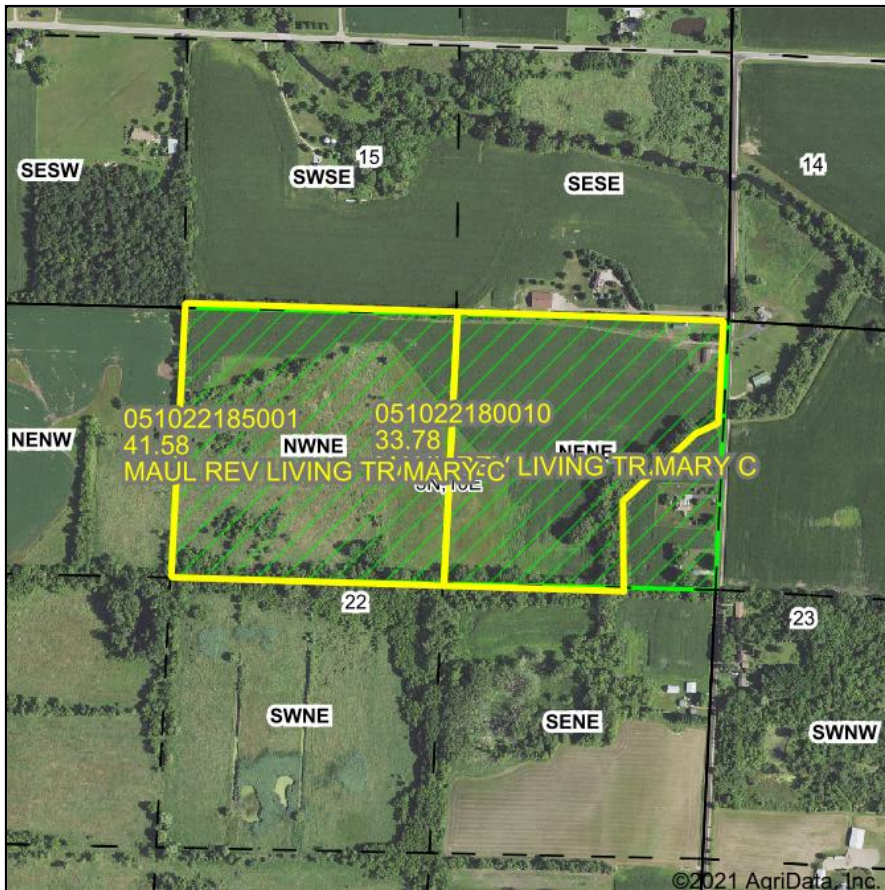 15
14
SESW
SWSE
SESE
051022185001
41.58
MAUL REV LIVING TR MARY C
051022180010
33.78
LIVING TR.MARY C
NENW
NWNE
NENE
22
23
SWNE
SENE
SWNW
©2021 AgriData, Inc.